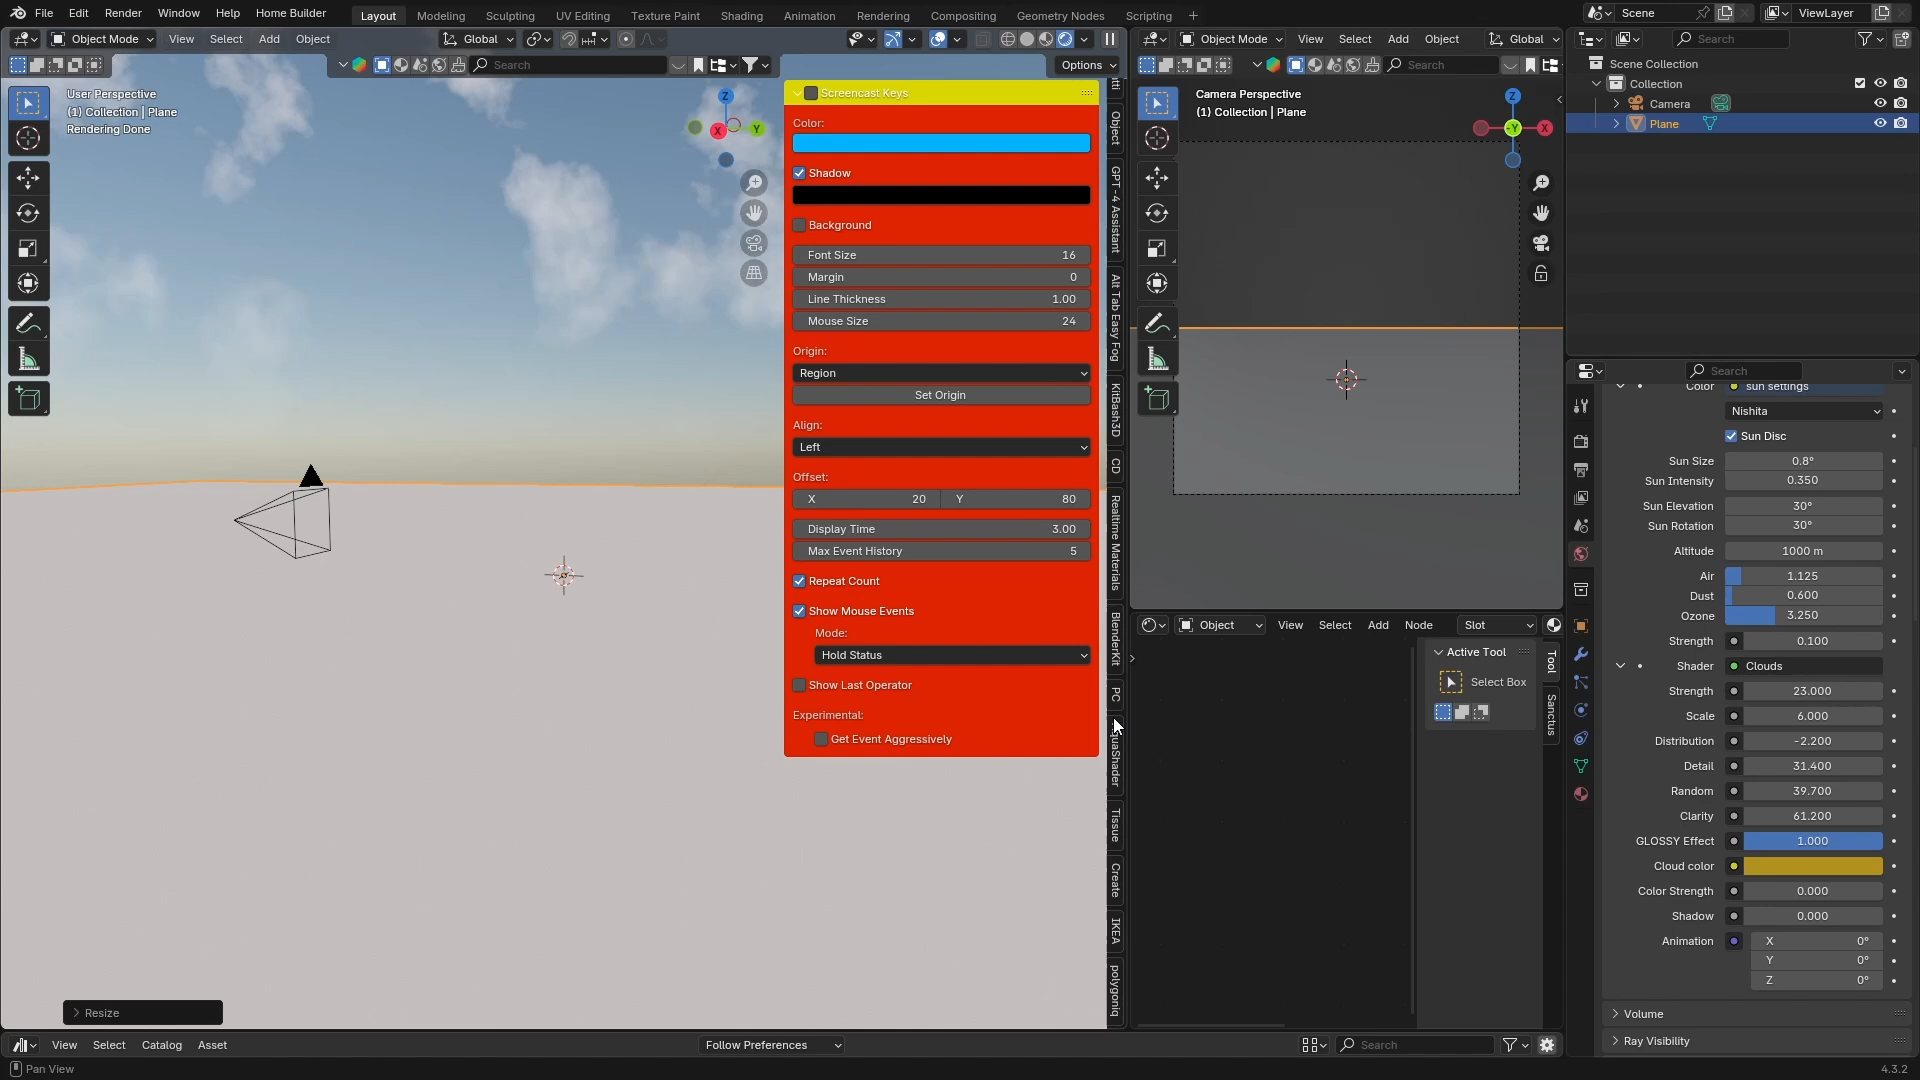 File Edit Render Window Help Home Builder Layout Modeling Sculpting UV Editing Texture Paint Shading Animation Rendering Compositing Geometry Nodes Scripting + Scene ViewLayer
Object Mode View Select Add Object Global
Search
Options
User Perspective
(1) Collection | Plane
Rendering Done
Z
X
Y
Screencast Keys
Color:
Shadow
Background
Font Size 16
Margin 0
Line Thickness 1.00
Mouse Size 24
Origin:
Region
Set Origin
Align:
Left
Offset:
X 20 Y 80
Display Time 3.00
Max Event History 5
Repeat Count
Show Mouse Events
Mode:
Hold Status
Show Last Operator
Experimental:
Get Event Aggressively
Object
GPT-4 Assistant
Alt Tab Easy Fog
KitBash3D
CD
Realtime Materials
BlenderKit
PC
Tissue
Create
IKEA
polygoniq
Resize
Object Mode View Select Add Object Global
Search
Camera Perspective
(1) Collection | Plane
Z
-Y
X
Object View Select Add Node Slot
Active Tool
Select Box
Tool
Sanctus
Search
Scene Collection
Collection
Camera
Plane
Search
Color sun settings
Nishita
Sun Disc
Sun Size 0.8°
Sun Intensity 0.350
Sun Elevation 30°
Sun Rotation 30°
Altitude 1000 m
Air 1.125
Dust 0.600
Ozone 3.250
Strength 0.100
Shader Clouds
Strength 23.000
Scale 6.000
Distribution -2.200
Detail 31.400
Random 39.700
Clarity 61.200
GLOSSY Effect 1.000
Cloud color
Color Strength 0.000
Shadow 0.000
Animation X 0°
Y 0°
Z 0°
Volume
Ray Visibility
View Select Catalog Asset Follow Preferences Search
Pan View 4.3.2